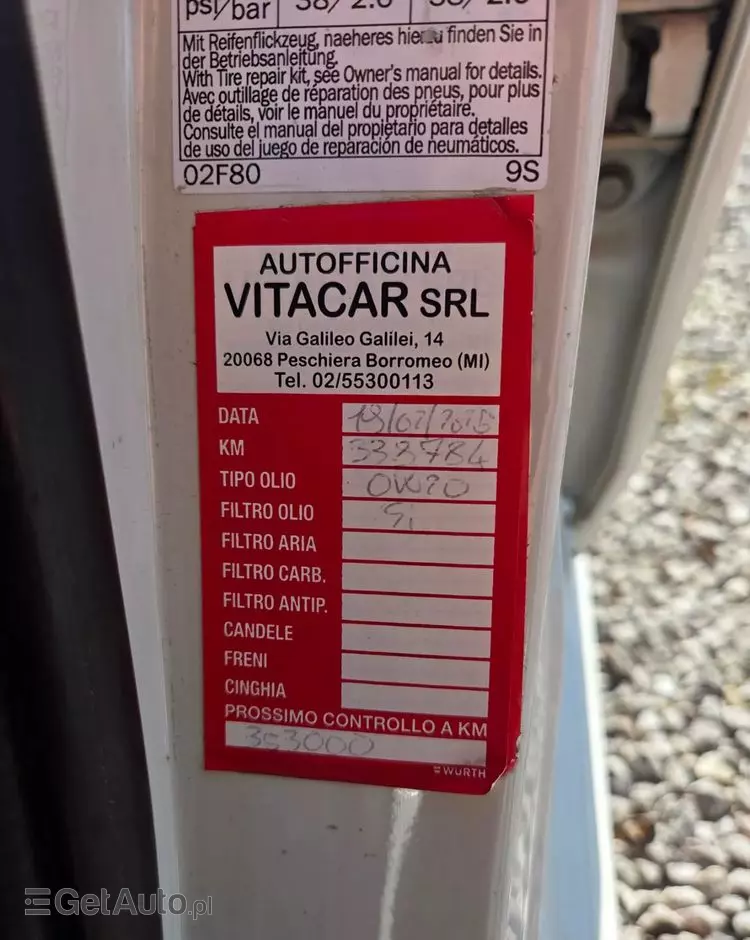 psi/bar
Mit Reifenflickzeug, naeheres hierzu finden Sie in
der Betriebsanleitung.
With Tire repair kit, see Owner's manual for details.
Avec outillage de réparation des pneus, pour plus
de détails, voir le manuel du propriétaire.
Consulte el manual del propietario para detalles
de uso del juego de reparación de neumáticos.
02F80 9S
AUTOFFICINA
VITACAR SRL
Via Galileo Galilei, 14
20068 Peschiera Borromeo (MI)
Tel. 02/55300113
DATA
KM 333784
TIPO OLIO 0W20
FILTRO OLIO Si
FILTRO ARIA
FILTRO CARB.
FILTRO ANTIP.
CANDELE
FRENI
CINGHIA
PROSSIMO CONTROLLO A KM
353000
WÜRTH
GetAuto.pl